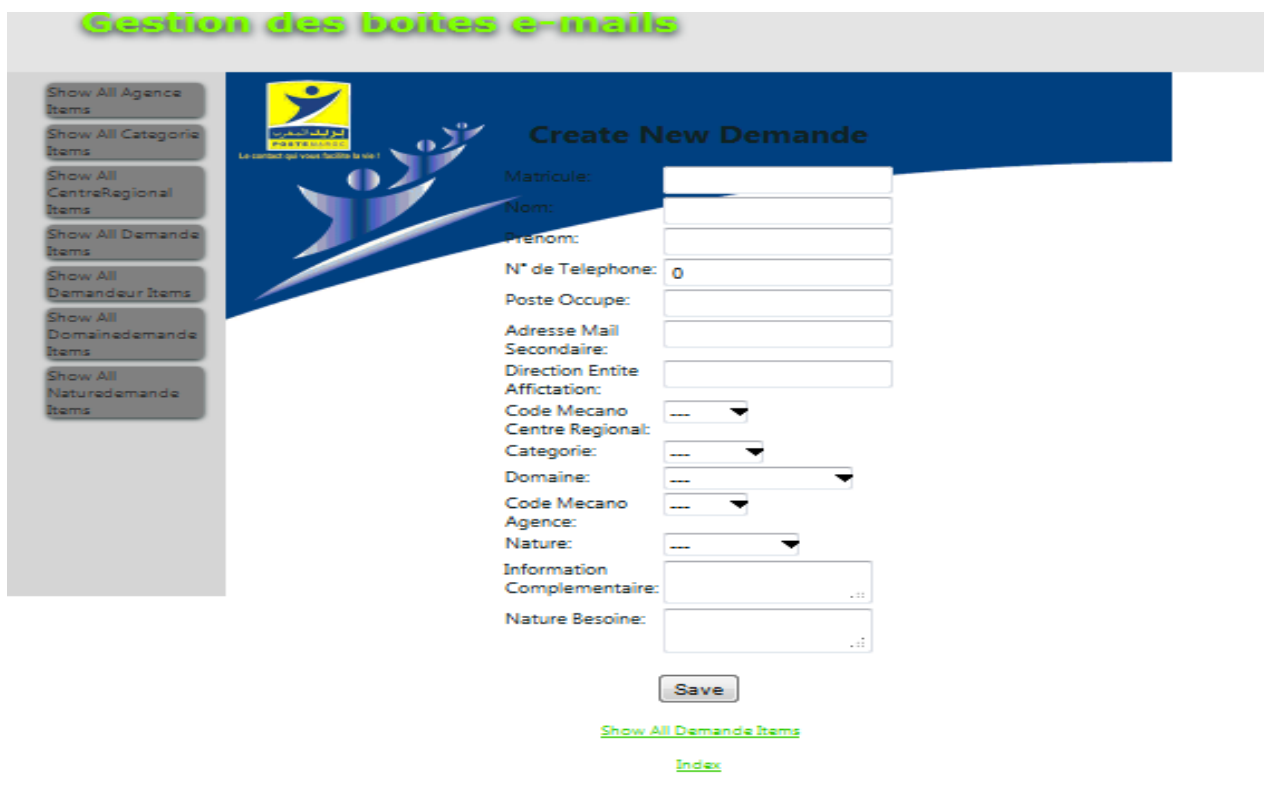 Gestion des boites e-mails
Show All Agence
Items
Show All Categorie
Items
Show All
CentreRegional
Items
Show All Demande
Items
Show All
Demandeur Items
Show All
Domainedemande
Items
Show All
Naturedemande
Items
بريد المغرب
POSTE MAROC
Le contact qui vous facilite la vie !
Create New Demande
Matricule:
Nom:
Prenom:
N° de Telephone: 0
Poste Occupe:
Adresse Mail
Secondaire:
Direction Entite
Affictation:
Code Mecano
Centre Regional: ---
Categorie: ---
Domaine: ---
Code Mecano
Agence: ---
Nature: ---
Information
Complementaire:
Nature Besoine:
Save
Show All Demande Items
Index